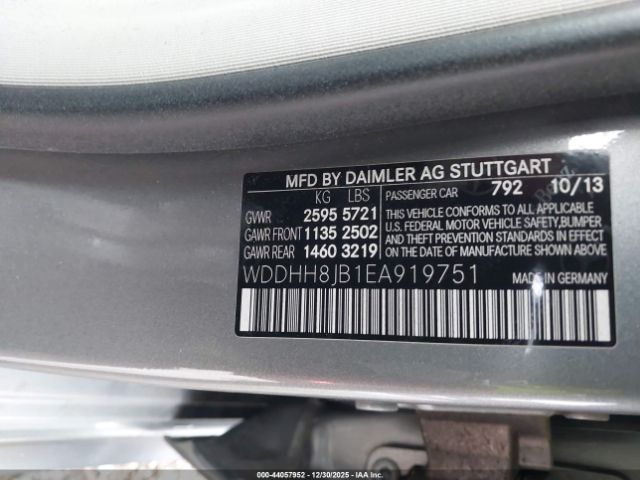 MFD BY DAIMLER AG STUTTGART
KG LBS PASSENGER CAR 792 10/13
GVWR 2595 5721
GAWR FRONT 1135 2502
GAWR REAR 1460 3219
THIS VEHICLE CONFORMS TO ALL APPLICABLE
U.S. FEDERAL MOTOR VEHICLE SAFETY, BUMPER
AND THEFT PREVENTION STANDARDS IN EFFECT
ON THE DATE OF MANUFACTURE SHOWN ABOVE
WDDHH8JB1EA919751 MADE IN GERMANY
000-44057952 - 12/30/2025 - IAAI.COM